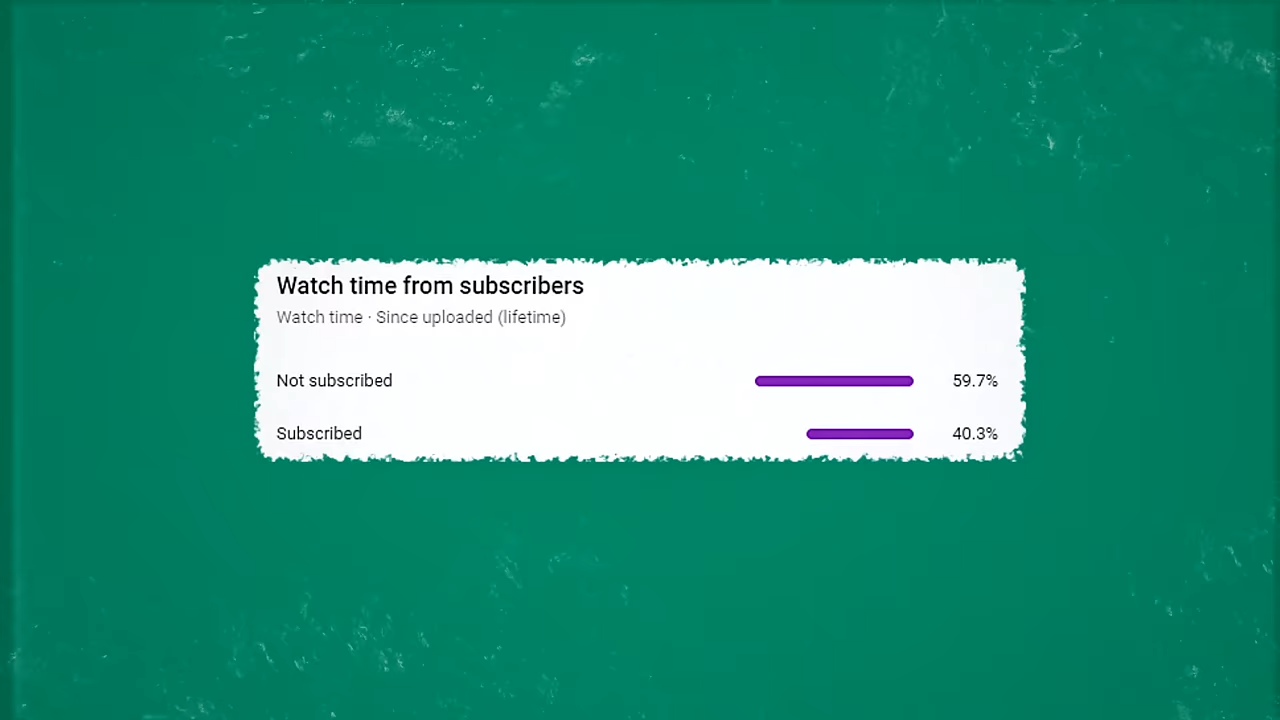 Watch time from subscribers
Watch time · Since uploaded (lifetime)
Not subscribed 59.7%
Subscribed 40.3%